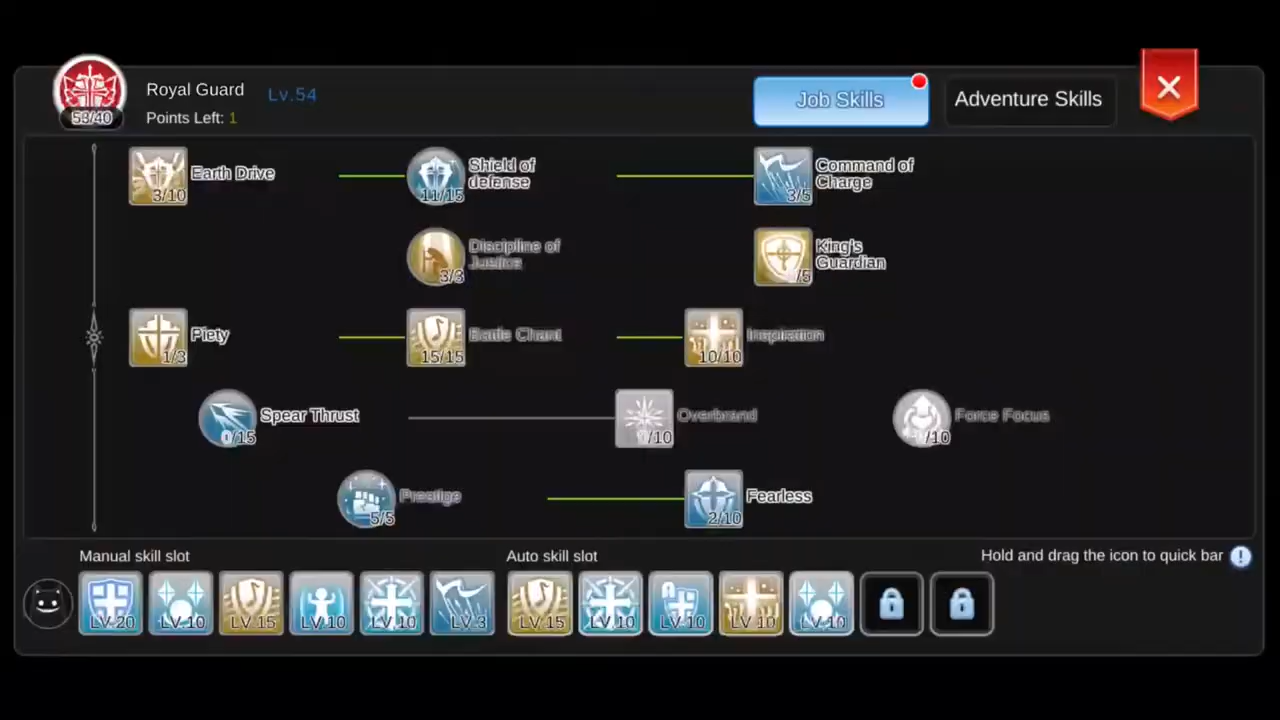 Royal Guard Lv.54
53/40
Points Left: 1
Job Skills
Adventure Skills
Earth Drive
3/10
Shield of
defense
11/15
Command of
Charge
3/5
Discipline of
Justice
3/3
King's
Guardian
/5
Piety
1/3
Battle Chant
15/15
Inspiration
10/10
Spear Thrust
0/15
Overbrand
/10
Force Focus
/10
Prestige
5/5
Fearless
2/10
Manual skill slot
Auto skill slot
Hold and drag the icon to quick bar
LV 20
LV 10
LV 15
LV 10
LV 10
LV 3
LV 15
LV 10
A
LV 10
LV 10
LV 10